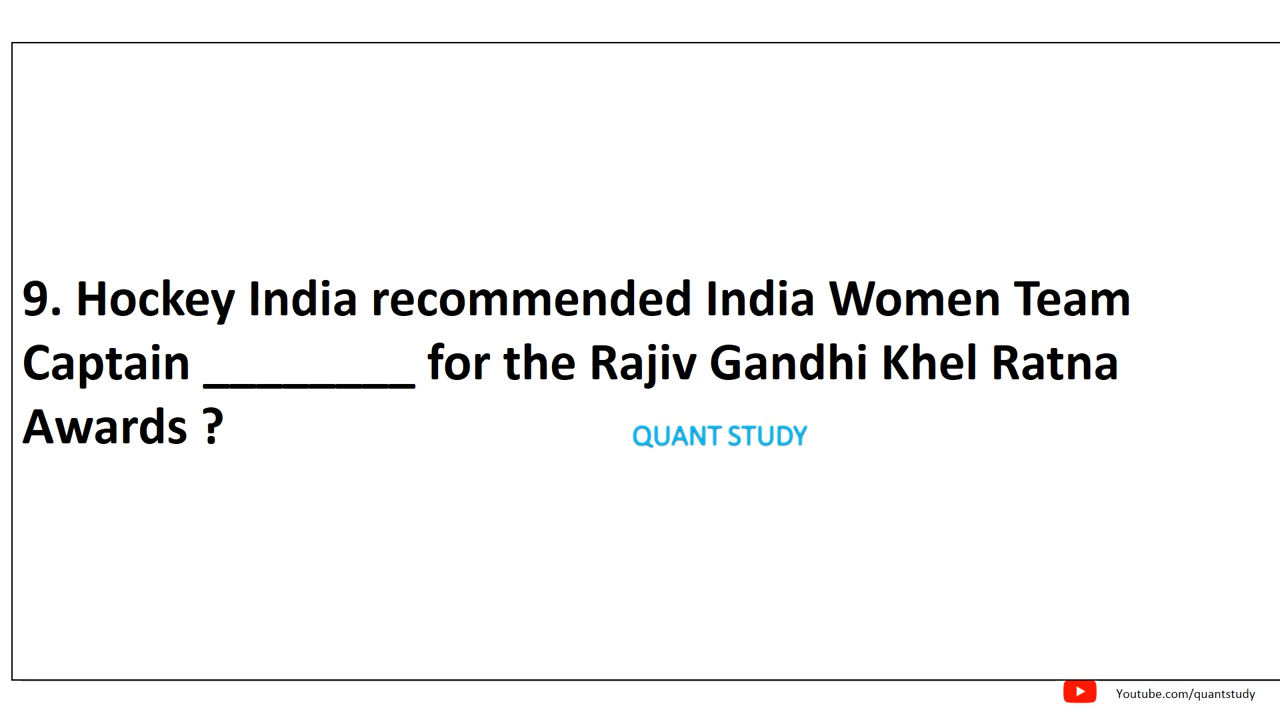 9. Hockey India recommended India Women Team
Captain ________ for the Rajiv Gandhi Khel Ratna
Awards ?
QUANT STUDY
Youtube.com/quantstudy